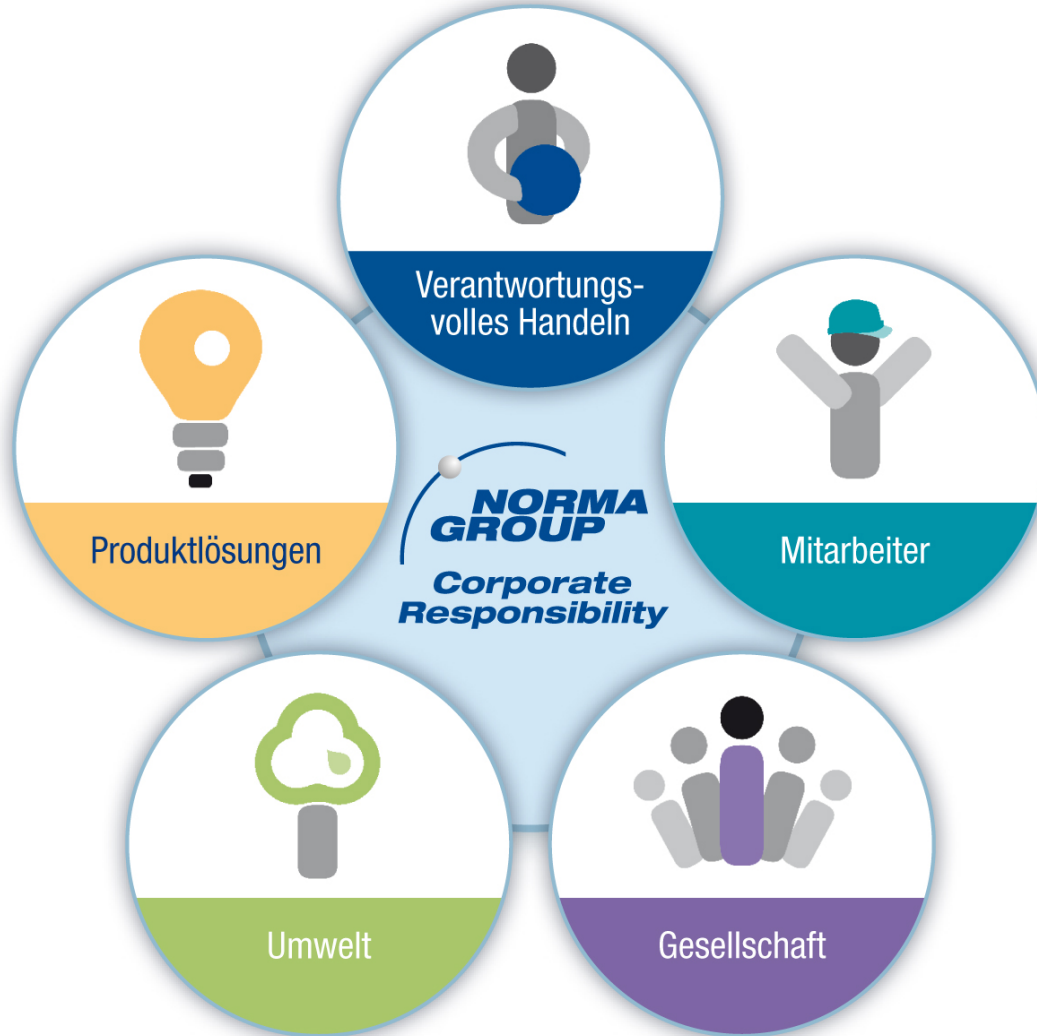 Verantwortungs-
volles Handeln
Produktlösungen
Mitarbeiter
NORMA
GROUP
Corporate
Responsibility
Umwelt
Gesellschaft